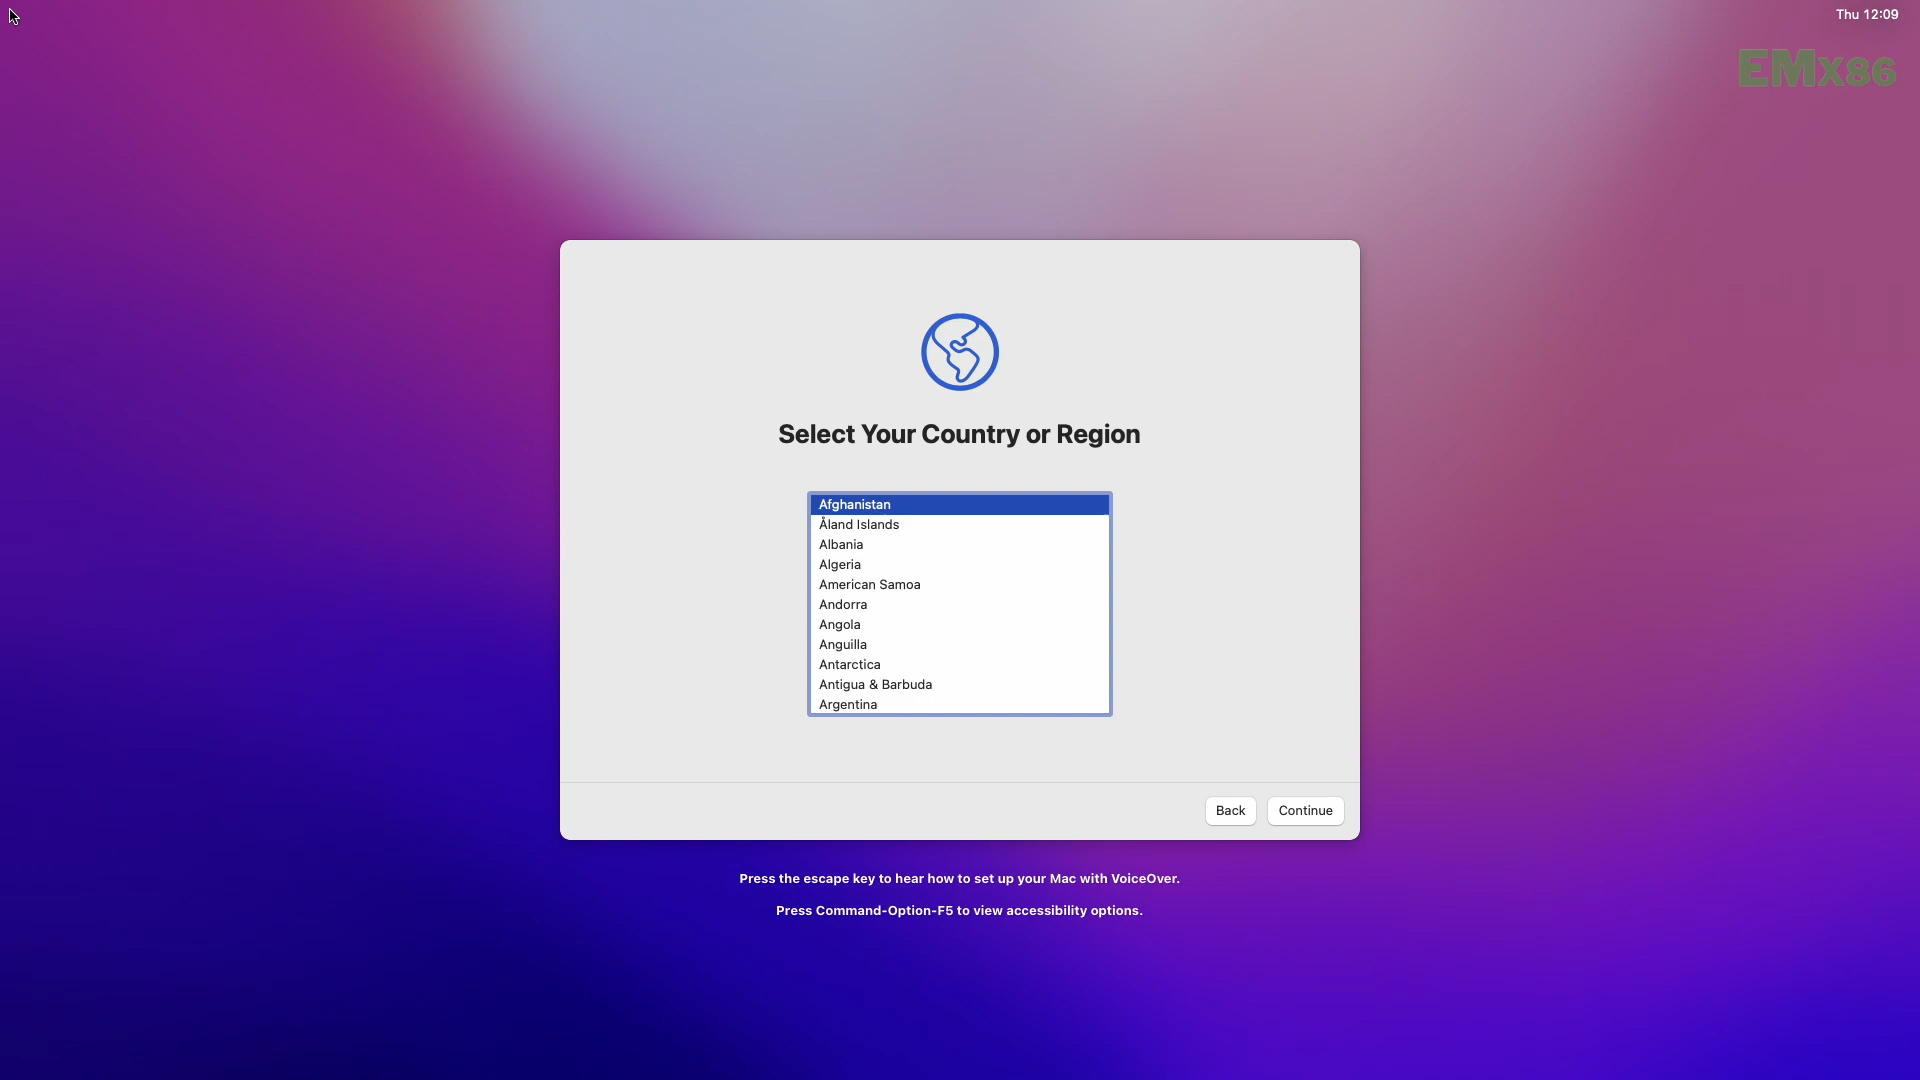 Thu 12:09
EMx86
Select Your Country or Region
Afghanistan
Åland Islands
Albania
Algeria
American Samoa
Andorra
Angola
Anguilla
Antarctica
Antigua & Barbuda
Argentina
Back
Continue
Press the escape key to hear how to set up your Mac with VoiceOver.
Press Command-Option-F5 to view accessibility options.